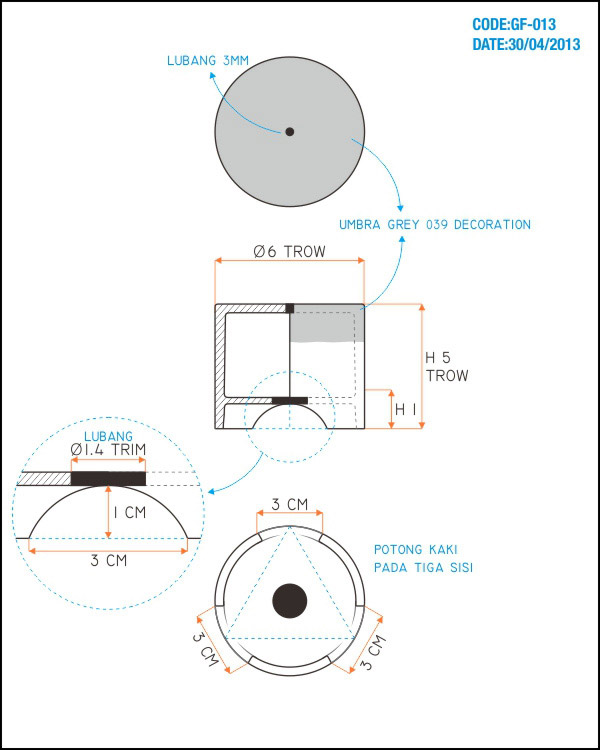 CODE:GF-013
DATE:30/04/2013
LUBANG 3MM
UMBRA GREY 039 DECORATION
Ø6 TROW
H 5
TROW
H 1
LUBANG
Ø1.4 TRIM
1 CM
3 CM
3 CM
POTONG KAKI
PADA TIGA SISI
3 CM
3 CM